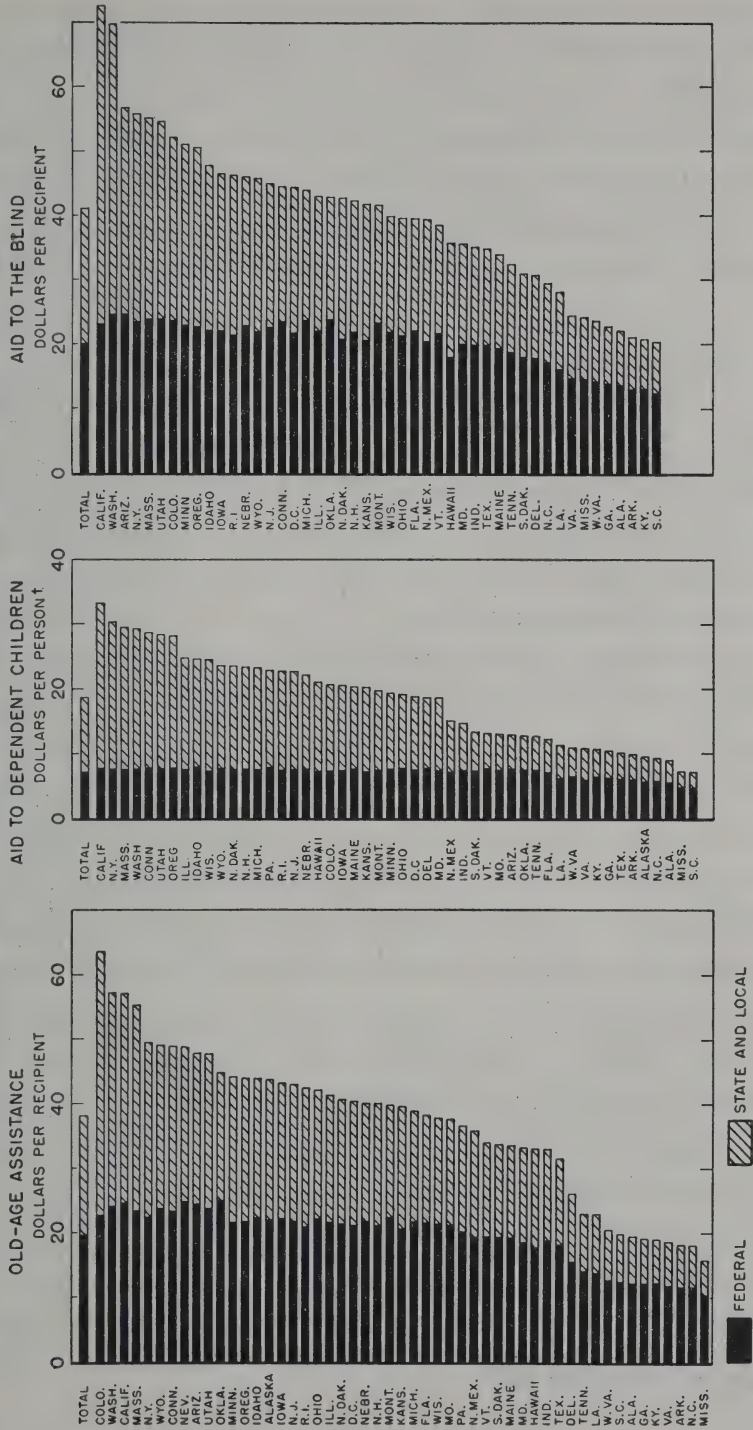 OLD-AGE ASSISTANCE
DOLLARS PER RECIPIENT
0 20 40 60
TOTAL
COLO.
WASH.
CALIF.
MASS.
N.Y.
WYO.
CONN.
NEV.
ARIZ.
UTAH
OKLA.
MINN.
OREG.
IDAHO
ALASKA
IOWA
N.J.
R.I.
OHIO
ILL.
N.DAK.
D.C.
NEBR.
N.H.
MONT.
KANS.
MICH.
FLA.
WIS.
MO.
PA.
N.MEX.
VT.
S.DAK.
MAINE
MD.
HAWAII
IND.
TEX.
DEL.
TENN.
LA.
W.VA.
S.C.
ALA.
GA.
KY.
VA.
ARK.
N.C.
MISS.
AID TO DEPENDENT CHILDREN
DOLLARS PER PERSON†
0 20 40
TOTAL
CALIF
N.Y.
MASS.
WASH
CONN
UTAH
OREG
ILL.
IDAHO
WIS.
WYO.
N.DAK.
N.H.
MICH.
PA.
R.I.
N.J.
NEBR.
HAWAII
COLO.
IOWA
MAINE
KANS.
MONT.
MINN.
OHIO
D.C
DEL
MD.
N.MEX
IND.
S.DAK.
VT.
MO.
ARIZ.
OKLA.
TENN.
FLA.
LA.
W.VA
VA.
KY.
GA.
TEX.
ARK.
ALASKA
N.C.
ALA.
MISS.
S.C.
AID TO THE BLIND
DOLLARS PER RECIPIENT
0 20 40 60
TOTAL
CALIF.
WASH.
ARIZ.
N.Y.
MASS.
UTAH
COLO.
MINN
OREG.
IDAHO
IOWA
R.I
NEBR.
WYO.
N.J.
CONN.
D.C.
MICH.
ILL.
OKLA.
N.DAK.
N.H.
KANS.
MONT.
WIS.
OHIO
FLA.
N.MEX.
VT.
HAWAII
MD.
IND.
TEX.
MAINE
TENN.
S.DAK.
DEL.
N.C.
LA.
VA.
MISS.
W.VA.
GA.
ALA.
ARK.
KY.
S.C.
FEDERAL
STATE AND LOCAL